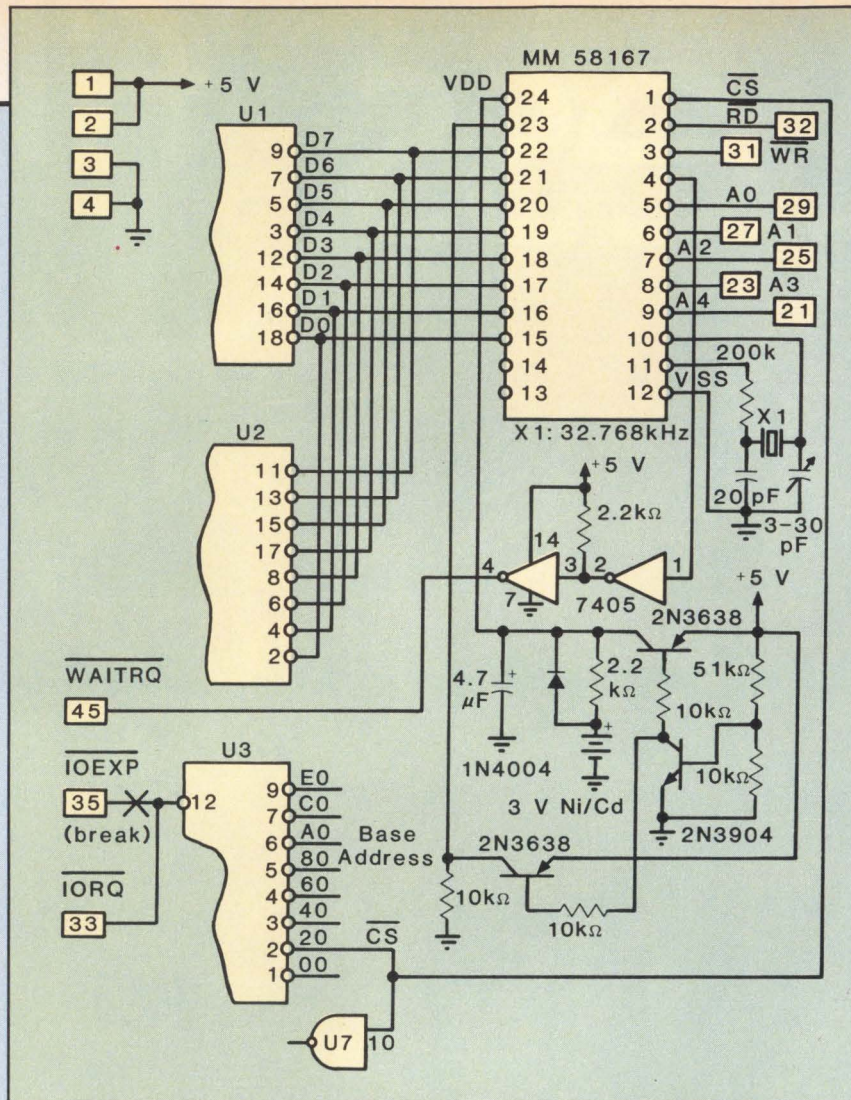 MM 58167
1
2
+5 V
3
4
U1
9 D7
7 D6
5 D5
3 D4
12 D3
14 D2
16 D1
18 D0
VDD
24
23
22
21
20
19
18
17
16
15
14
13
1 CS
2 RD 32
3 31 WR
4
5 A0 29
6 27 A1
7 A2 25
8 23 A3
9 A4 21
10
11 200k
12 VSS
X1
X1: 32.768kHz
20 pF
3-30
pF
U2
11
13
15
17
8
6
4
2
+5 V
2.2kΩ
14
4 3 2 1
7 7405
+5 V
2N3638
WAITRQ
45
4.7
μF
+
2.2
kΩ
51kΩ
10kΩ
+
10kΩ
1N4004
3 V Ni/Cd
2N3904
IOEXP
35
(break)
IORQ
33
U3
12
9 E0
7 C0
6 A0
5 80
4 60
3 40
2 20
1 00
Base
Address
CS
2N3638
10kΩ
10kΩ
U7 10